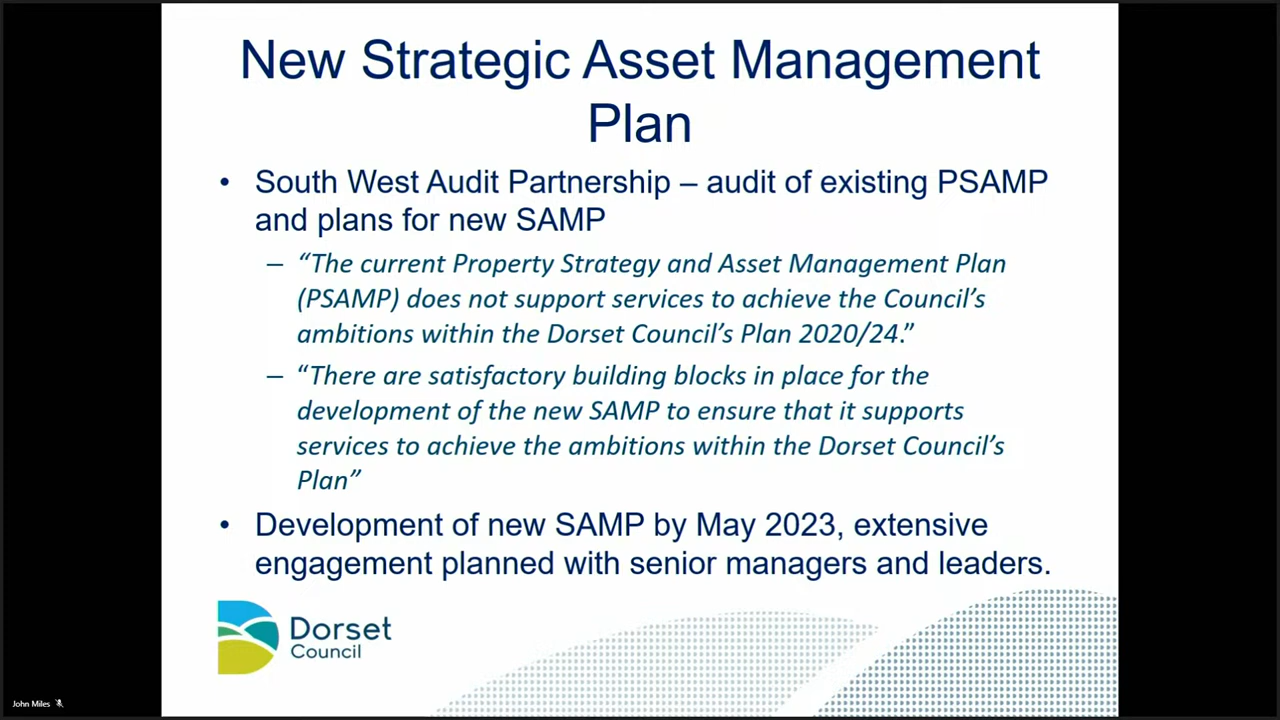 New Strategic Asset Management
Plan
• South West Audit Partnership – audit of existing PSAMP
and plans for new SAMP
– “The current Property Strategy and Asset Management Plan
(PSAMP) does not support services to achieve the Council’s
ambitions within the Dorset Council’s Plan 2020/24.”
– “There are satisfactory building blocks in place for the
development of the new SAMP to ensure that it supports
services to achieve the ambitions within the Dorset Council’s
Plan”
• Development of new SAMP by May 2023, extensive
engagement planned with senior managers and leaders.
Dorset
Council
John Miles